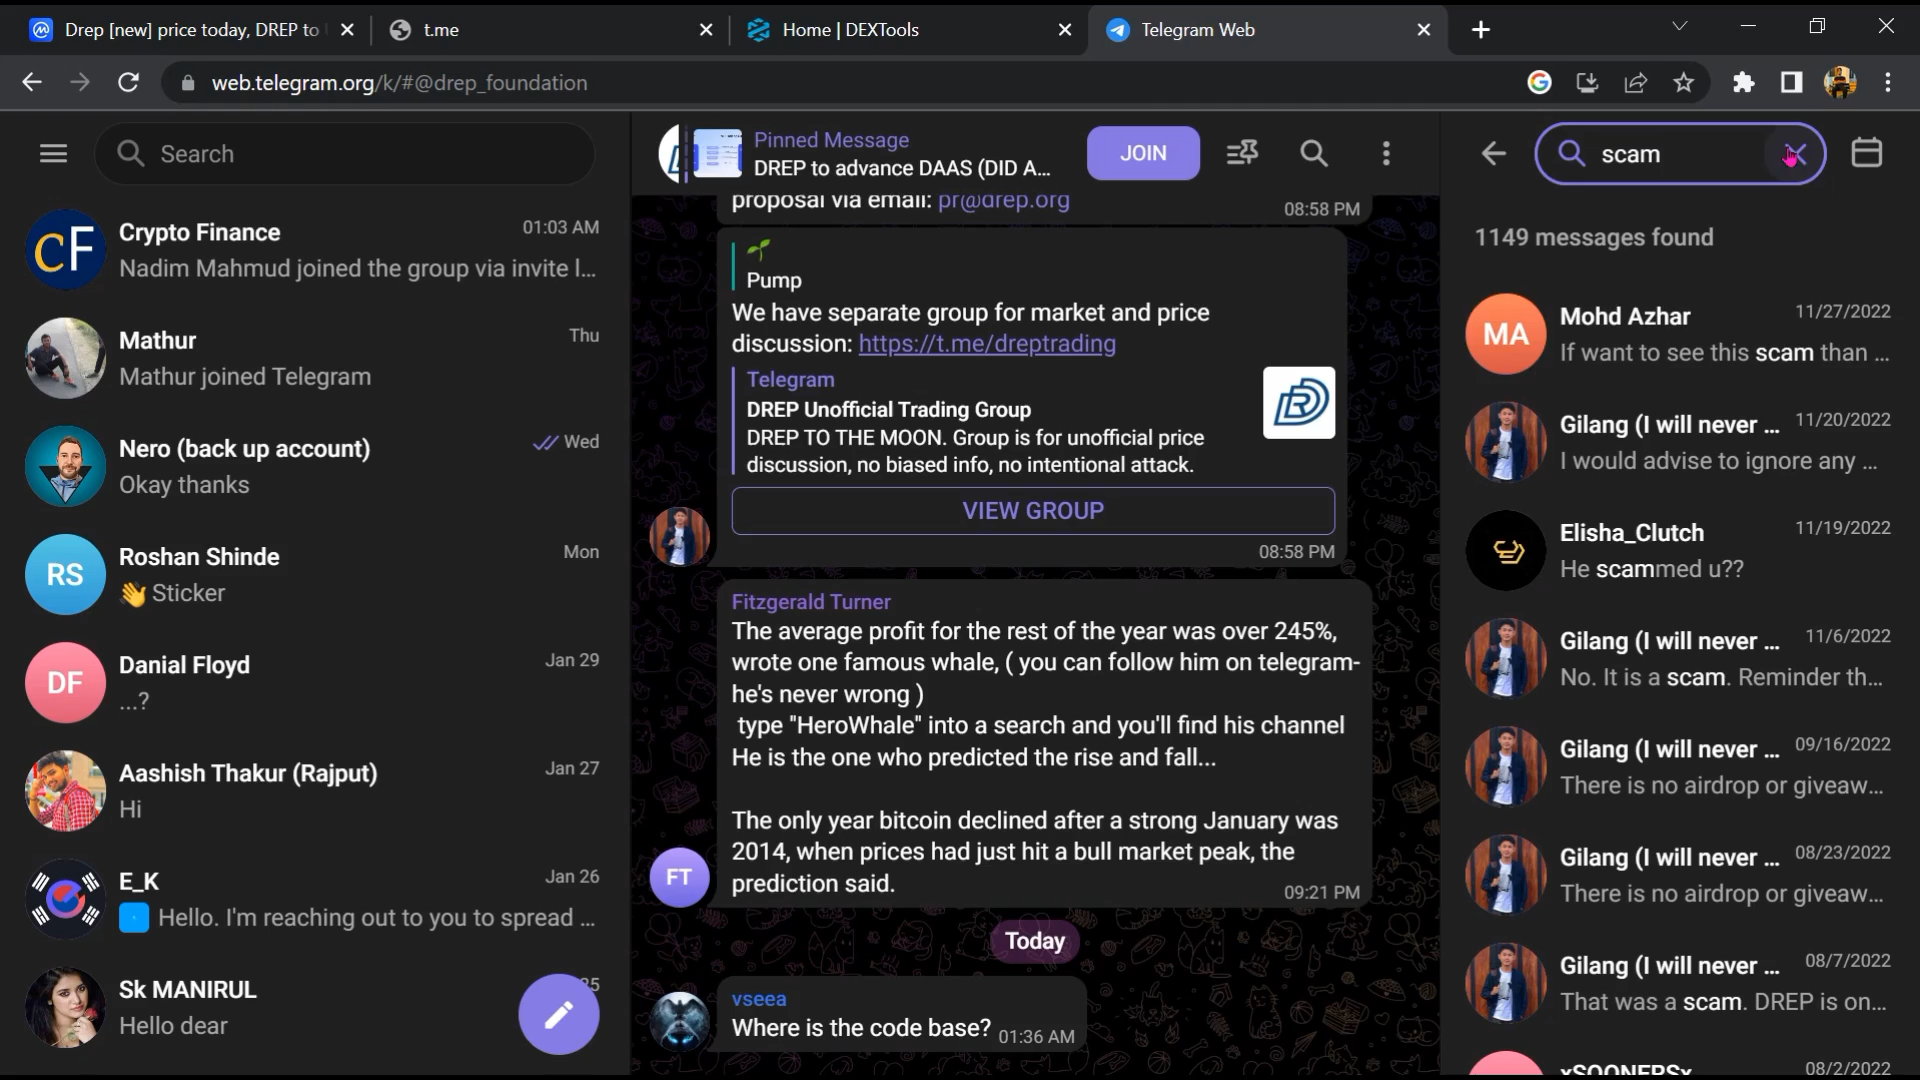 Drep [new] price today, DREP to
t.me
Home | DEXTools
Telegram Web
web.telegram.org/k/#@drep_foundation
Search
Crypto Finance
01:03 AM
Nadim Mahmud joined the group via invite l...
Mathur
Thu
Mathur joined Telegram
Nero (back up account)
Wed
Okay thanks
RS
Roshan Shinde
Mon
👋 Sticker
DF
Danial Floyd
Jan 29
...?
Aashish Thakur (Rajput)
Jan 27
Hi
E_K
Jan 26
Hello. I'm reaching out to you to spread ...
Sk MANIRUL
Hello dear
Pinned Message
DREP to advance DAAS (DID A...
JOIN
proposal via email: pr@drep.org
08:58 PM
🌱
Pump
We have separate group for market and price
discussion: https://t.me/dreptrading
Telegram
DREP Unofficial Trading Group
DREP TO THE MOON. Group is for unofficial price
discussion, no biased info, no intentional attack.
VIEW GROUP
08:58 PM
Fitzgerald Turner
The average profit for the rest of the year was over 245%,
wrote one famous whale, ( you can follow him on telegram-
he's never wrong )
type "HeroWhale" into a search and you'll find his channel
He is the one who predicted the rise and fall...
The only year bitcoin declined after a strong January was
2014, when prices had just hit a bull market peak, the
prediction said.
FT
09:21 PM
Today
vseea
Where is the code base? 01:36 AM
scam
1149 messages found
MA
Mohd Azhar
11/27/2022
If want to see this scam than ...
Gilang (I will never ...
11/20/2022
I would advise to ignore any ...
Elisha_Clutch
11/19/2022
He scammed u??
Gilang (I will never ...
11/6/2022
No. It is a scam. Reminder th...
Gilang (I will never ...
09/16/2022
There is no airdrop or giveaw...
Gilang (I will never ...
08/23/2022
There is no airdrop or giveaw...
Gilang (I will never ...
08/7/2022
That was a scam. DREP is on...
xSOONERSx
08/2/2022